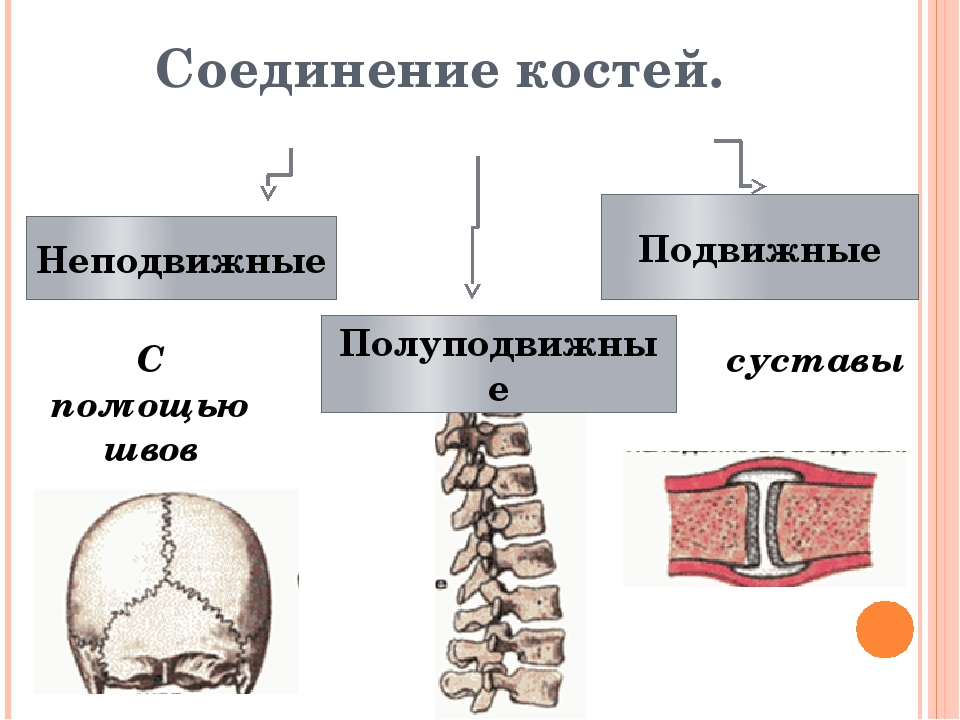 Соединение костей.
Неподвижные
Подвижные
Полуподвижны
е
С
помощью
швов
суставы